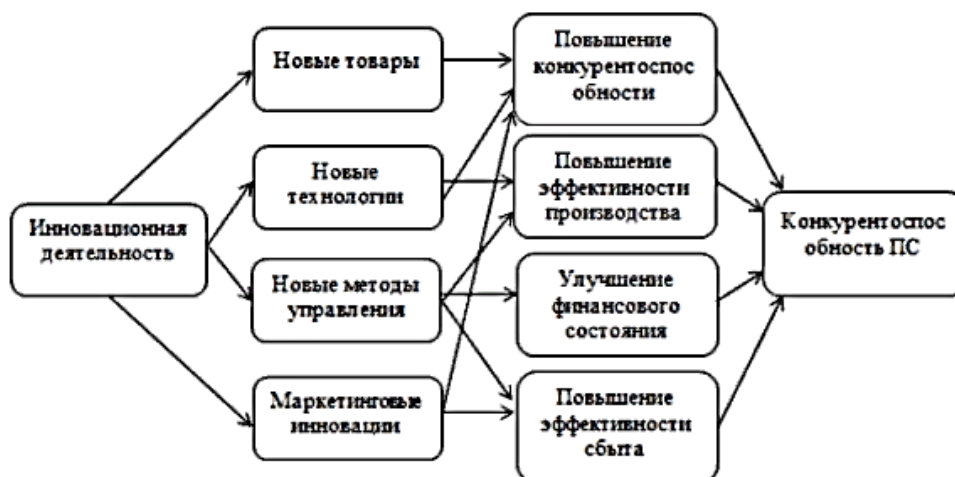 Инновационная
деятельность
Новые товары
Новые
технологии
Новые методы
управления
Маркетинговые
инновации
Повышение
конкурентоспос
обности
Повышение
эффективности
производства
Улучшение
финансового
состояния
Повышение
эффективности
сбыта
Конкурентоспос
обность ПС